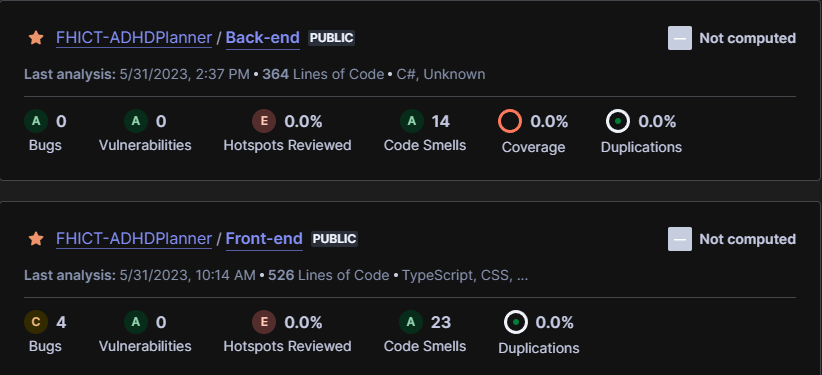 FHICT-ADHDPlanner / Back-end PUBLIC Not computed
Last analysis: 5/31/2023, 2:37 PM • 364 Lines of Code • C#, Unknown
A 0 A 0 E 0.0% A 14 0.0% 0.0%
Bugs Vulnerabilities Hotspots Reviewed Code Smells Coverage Duplications
FHICT-ADHDPlanner / Front-end PUBLIC Not computed
Last analysis: 5/31/2023, 10:14 AM • 526 Lines of Code • TypeScript, CSS, ...
C 4 A 0 E 0.0% A 23 0.0%
Bugs Vulnerabilities Hotspots Reviewed Code Smells Duplications